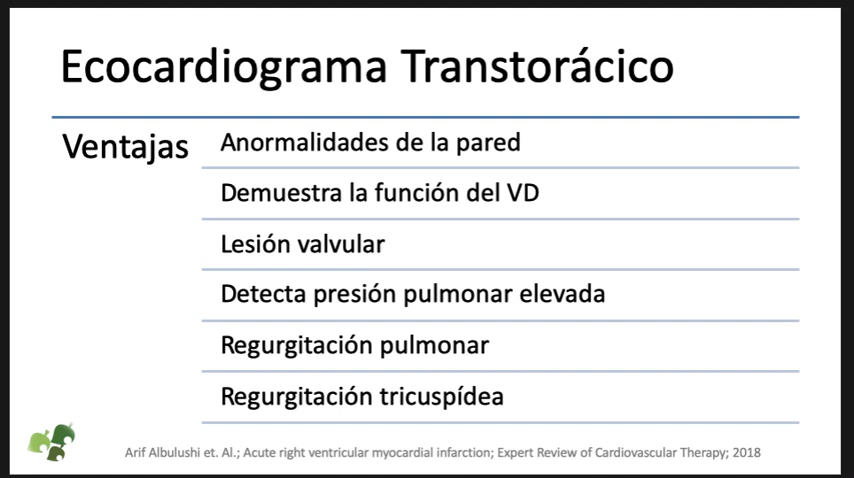 Ecocardiograma Transtorácico
Ventajas
Anormalidades de la pared
Demuestra la función del VD
Lesión valvular
Detecta presión pulmonar elevada
Regurgitación pulmonar
Regurgitación tricuspídea
Arif Albulushi et. Al.; Acute right ventricular myocardial infarction; Expert Review of Cardiovascular Therapy; 2018